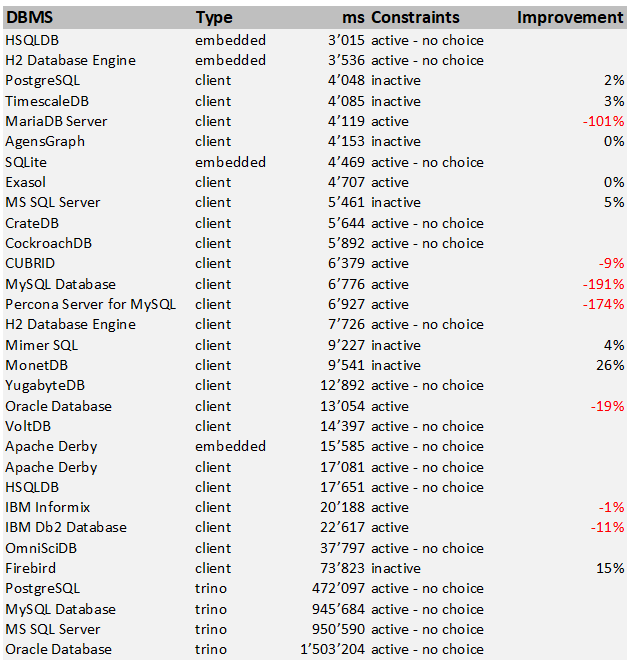 DBMS Type ms Constraints Improvement
HSQLDB embedded 3’015 active - no choice
H2 Database Engine embedded 3’536 active - no choice
PostgreSQL client 4’048 inactive 2%
TimescaleDB client 4’085 inactive 3%
MariaDB Server client 4’119 active -101%
AgensGraph client 4’153 inactive 0%
SQLite embedded 4’469 active - no choice
Exasol client 4’707 active 0%
MS SQL Server client 5’461 inactive 5%
CrateDB client 5’644 active - no choice
CockroachDB client 5’892 active - no choice
CUBRID client 6’379 active -9%
MySQL Database client 6’776 active -191%
Percona Server for MySQL client 6’927 active -174%
H2 Database Engine client 7’726 active - no choice
Mimer SQL client 9’227 inactive 4%
MonetDB client 9’541 inactive 26%
YugabyteDB client 12’892 active - no choice
Oracle Database client 13’054 active -19%
VoltDB client 14’397 active - no choice
Apache Derby embedded 15’585 active - no choice
Apache Derby client 17’081 active - no choice
HSQLDB client 17’651 active - no choice
IBM Informix client 20’188 active -1%
IBM Db2 Database client 22’617 active -11%
OmniSciDB client 37’797 active - no choice
Firebird client 73’823 inactive 15%
PostgreSQL trino 472’097 active - no choice
MySQL Database trino 945’684 active - no choice
MS SQL Server trino 950’590 active - no choice
Oracle Database trino 1’503’204 active - no choice